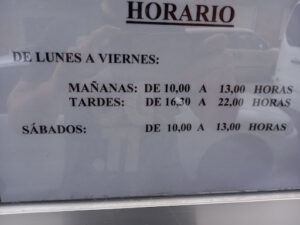 HORARIO
DE LUNES A VIERNES:
MAÑANAS: DE 10,00 A 13,00 HORAS
TARDES: DE 16,30 A 22,00 HORAS
SÁBADOS: DE 10,00 A 13,00 HORAS